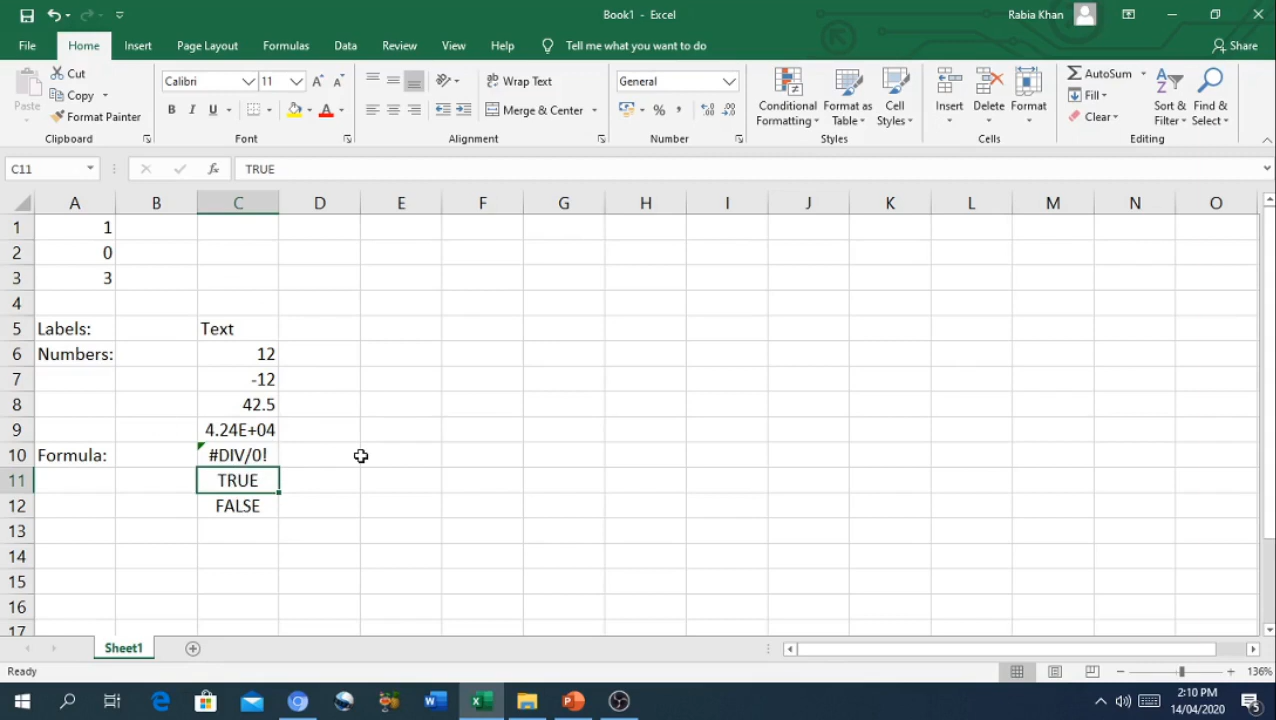 Book1 - Excel
Rabia Khan
File Home Insert Page Layout Formulas Data Review View Help Tell me what you want to do Share
Cut
Copy
Format Painter
Paste
Clipboard
Calibri 11
B I U
Font
Wrap Text
Merge & Center
Alignment
General
%
Number
Conditional Formatting
Format as Table
Cell Styles
Styles
Insert Delete Format
Cells
AutoSum
Fill
Clear
Sort & Filter
Find & Select
Editing
C11 fx TRUE
A B C D E F G H I J K L M N O
1 1
2 0
3 3
4
5 Labels: Text
6 Numbers: 12
7 -12
8 42.5
9 4.24E+04
10 Formula: #DIV/0!
11 TRUE
12 FALSE
13
14
15
16
17
Sheet1
Ready 136%
2:10 PM
14/04/2020
5